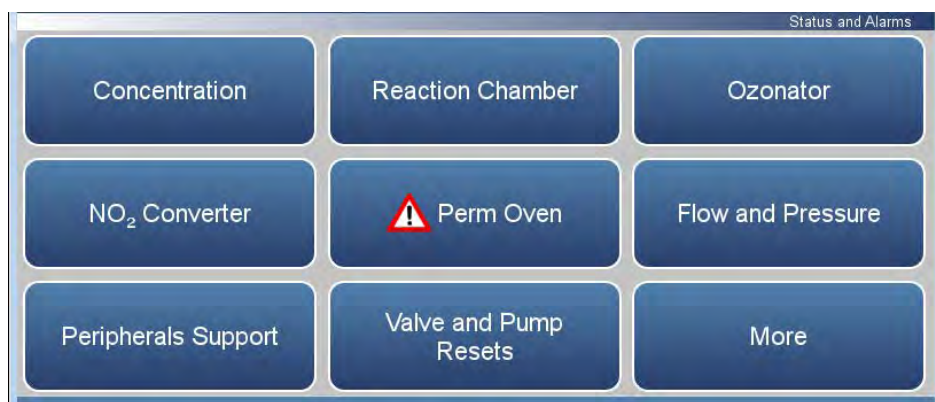 Status and Alarms
Concentration
Reaction Chamber
Ozonator
NO₂ Converter
Perm Oven
Flow and Pressure
Peripherals Support
Valve and Pump
Resets
More